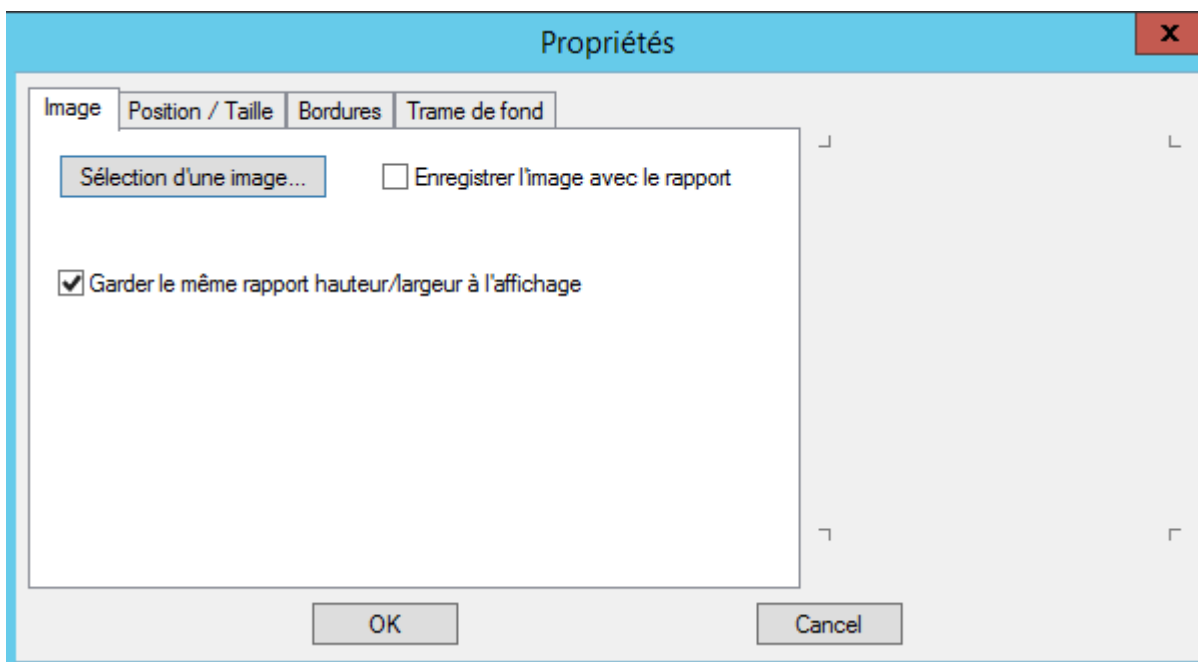 Propriétés
x
Image Position / Taille Bordures Trame de fond
Sélection d'une image... Enregistrer l'image avec le rapport
Garder le même rapport hauteur/largeur à l'affichage
OK Cancel